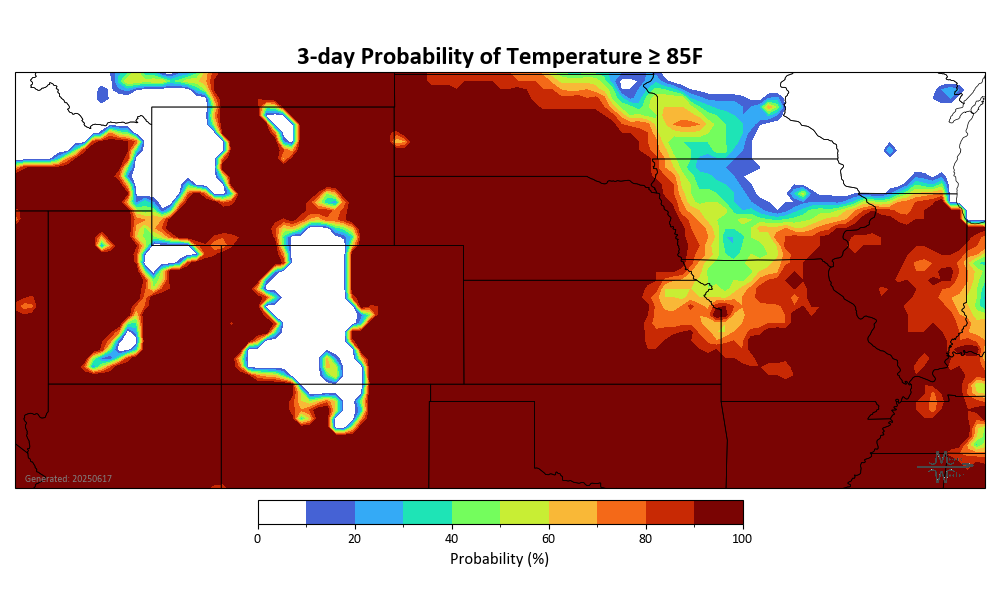 3-day Probability of Temperature ≥ 85F
Generated: 20250617
0 20 40 60 80 100
Probability (%)